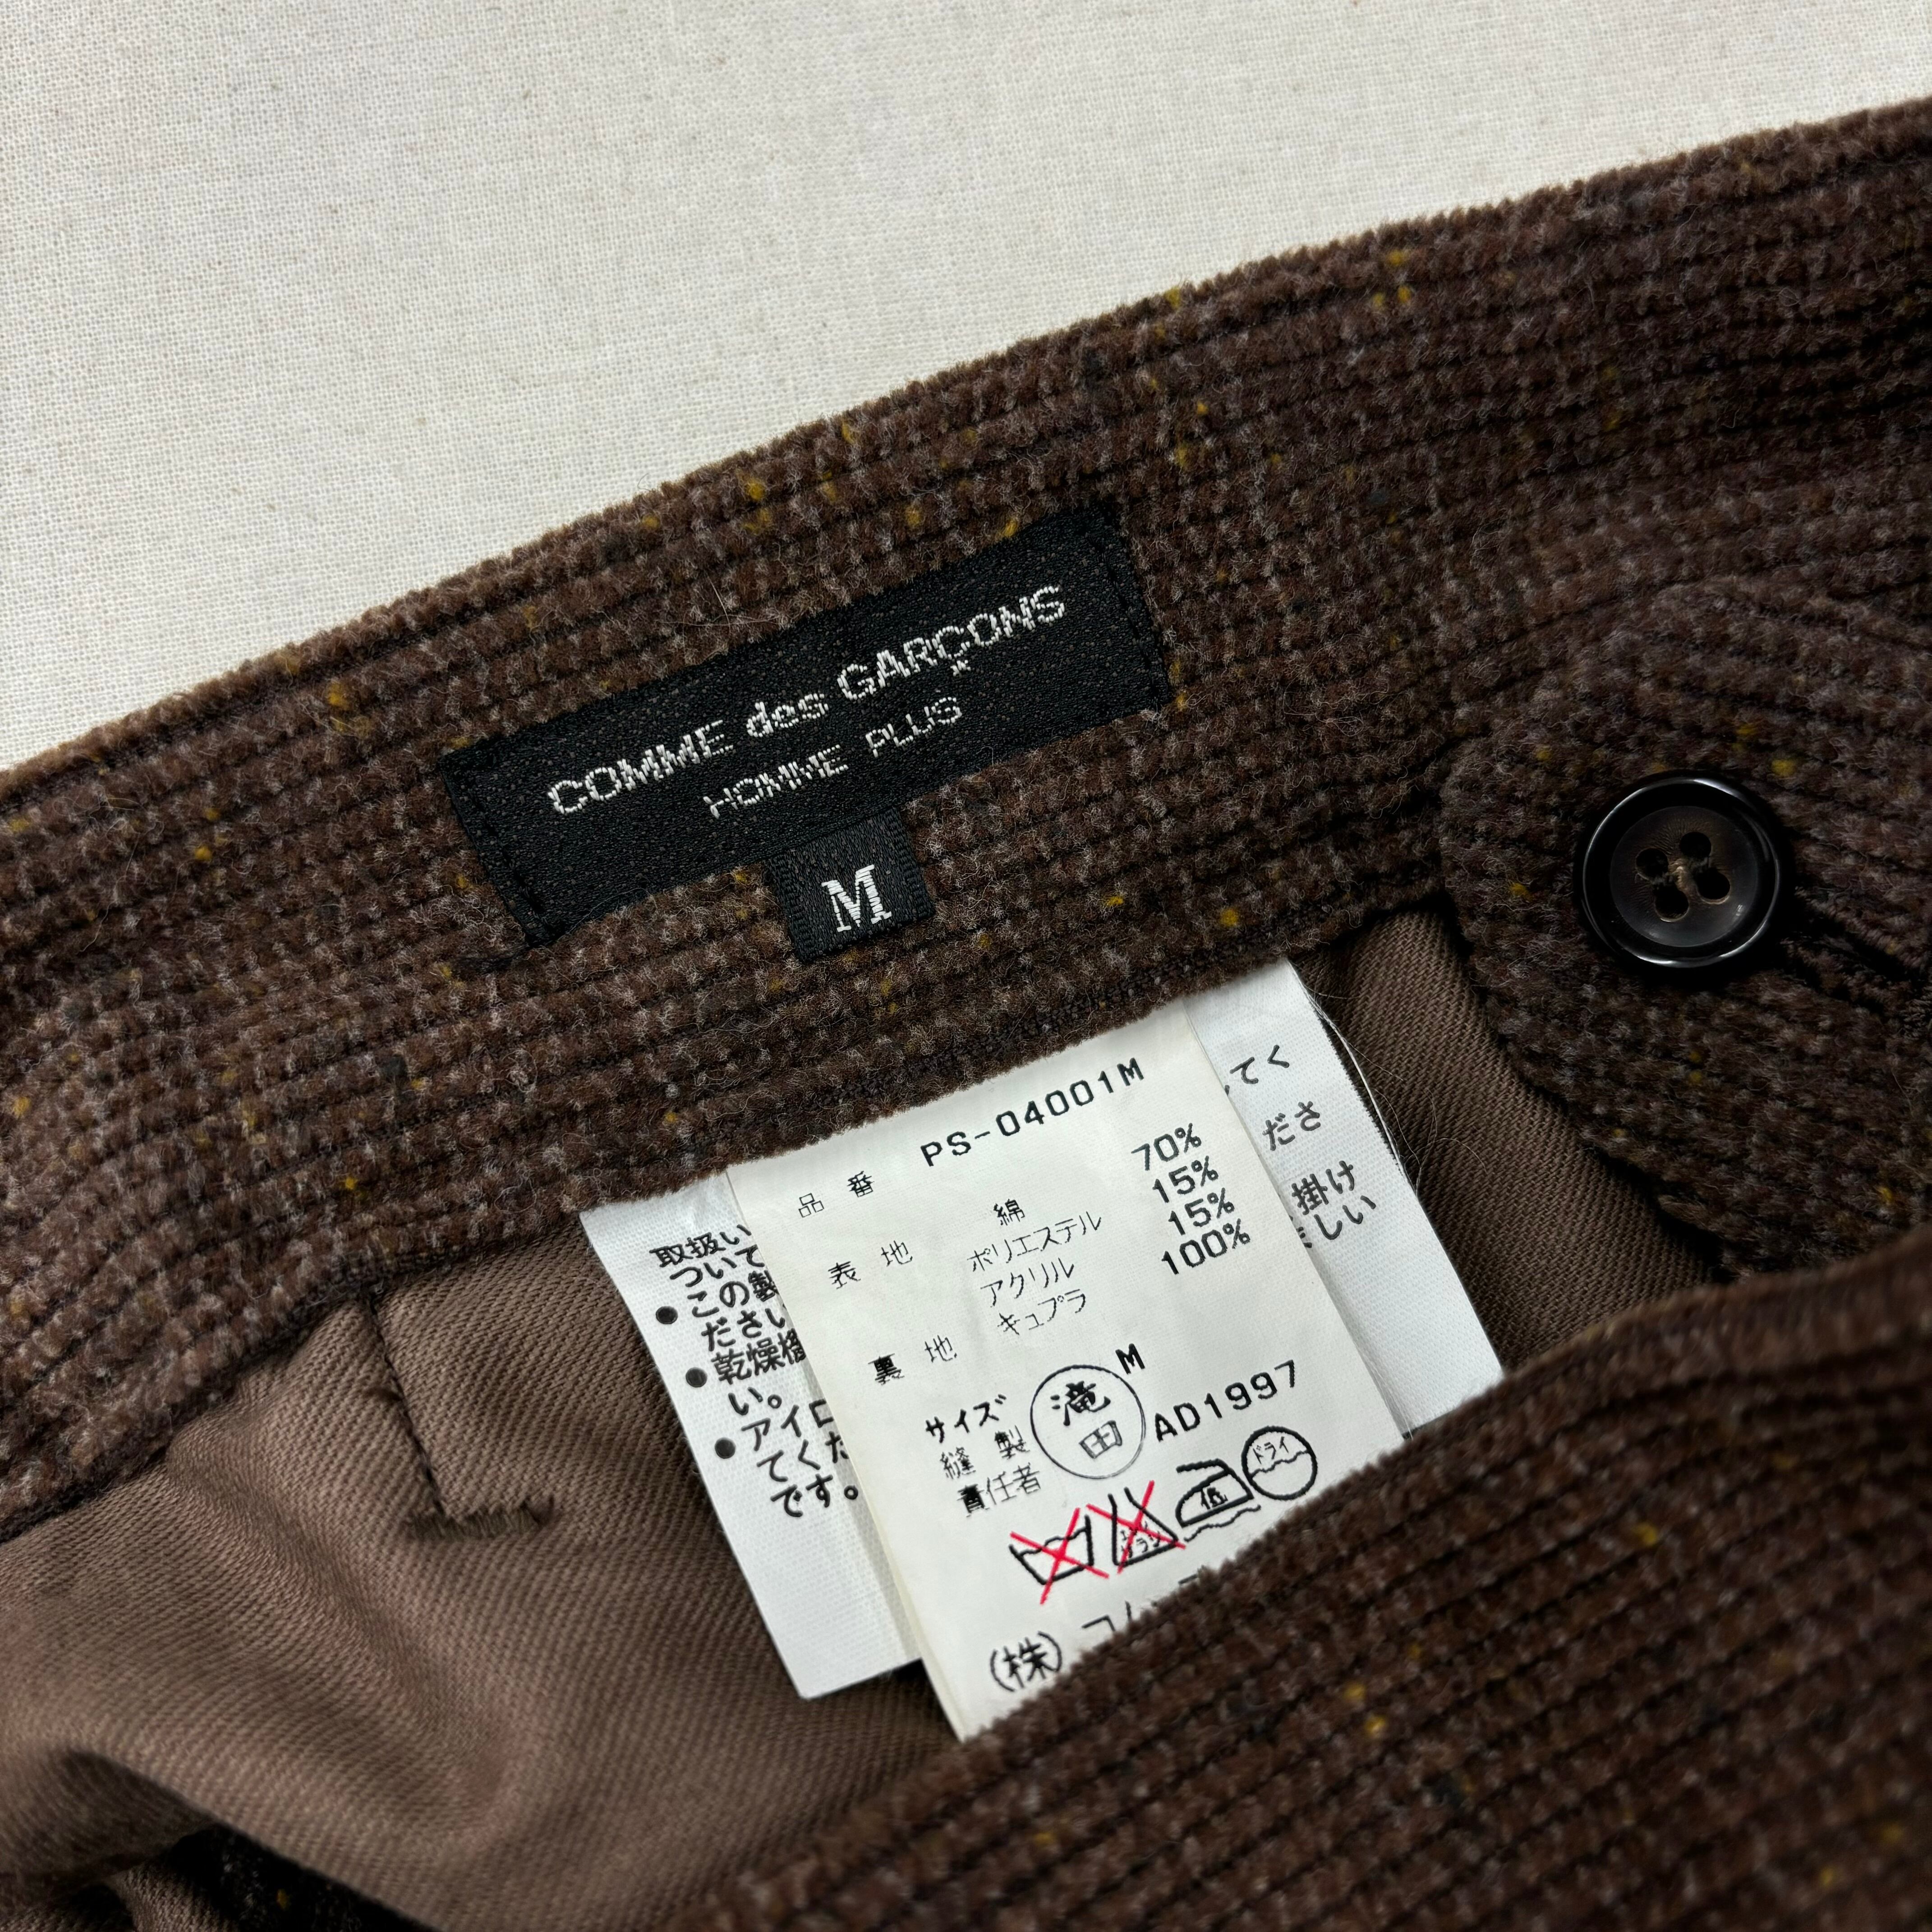 COMME des GARÇONS
HOMME PLUS
M
品番 PS-04001M
表地 綿 70%
ポリエステル 15%
アクリル 15%
裏地 キュプラ 100%
サイズ M
縫製
責任者
滝田
AD1997
低
ドライ
(株)
取扱い
ついて
● この製
ださい
● 乾燥機
い。
● アイロ
てくだ
です。
てく
ださ
掛け
しい